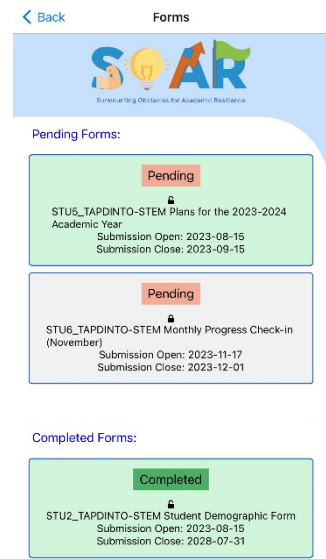 Back
Forms
SOAR
Surmounting Obstacles for Academic Resilience
Pending Forms:
Pending
STU5_TAPDINTO-STEM Plans for the 2023-2024
Academic Year
Submission Open: 2023-08-15
Submission Close: 2023-09-15
Pending
STU6_TAPDINTO-STEM Monthly Progress Check-in
(November)
Submission Open: 2023-11-17
Submission Close: 2023-12-01
Completed Forms:
Completed
STU2_TAPDINTO-STEM Student Demographic Form
Submission Open: 2023-08-15
Submission Close: 2028-07-31